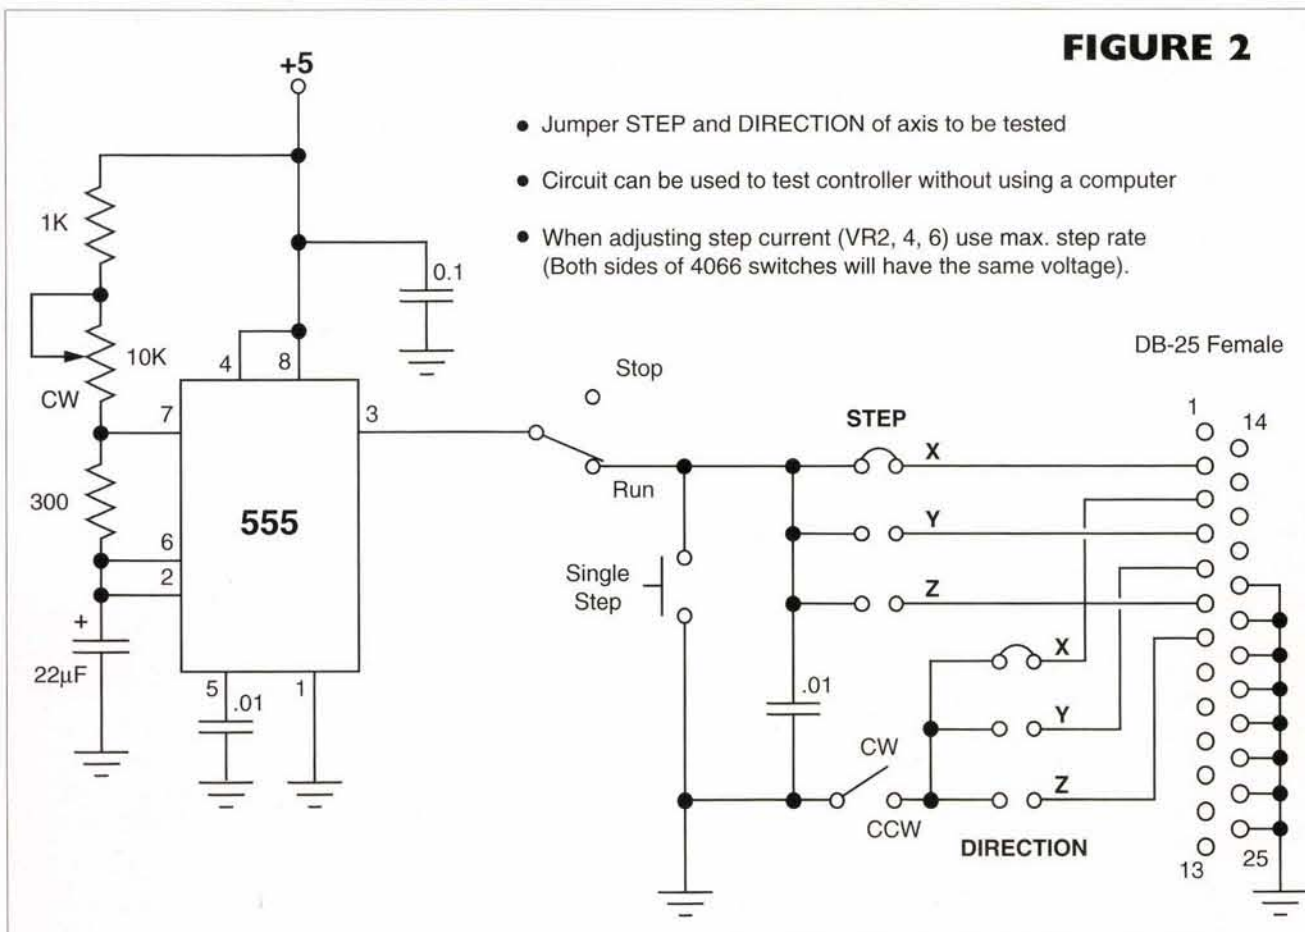 FIGURE 2
+5
● Jumper STEP and DIRECTION of axis to be tested
● Circuit can be used to test controller without using a computer
● When adjusting step current (VR2, 4, 6) use max. step rate
(Both sides of 4066 switches will have the same voltage).
1K
0.1
10K
CW
4
8
7
3
300
555
6
2
+
22µF
5
.01
1
Stop
Run
Single
Step
STEP
X
Y
Z
.01
CW
CCW
X
Y
Z
DIRECTION
DB-25 Female
1
14
13
25